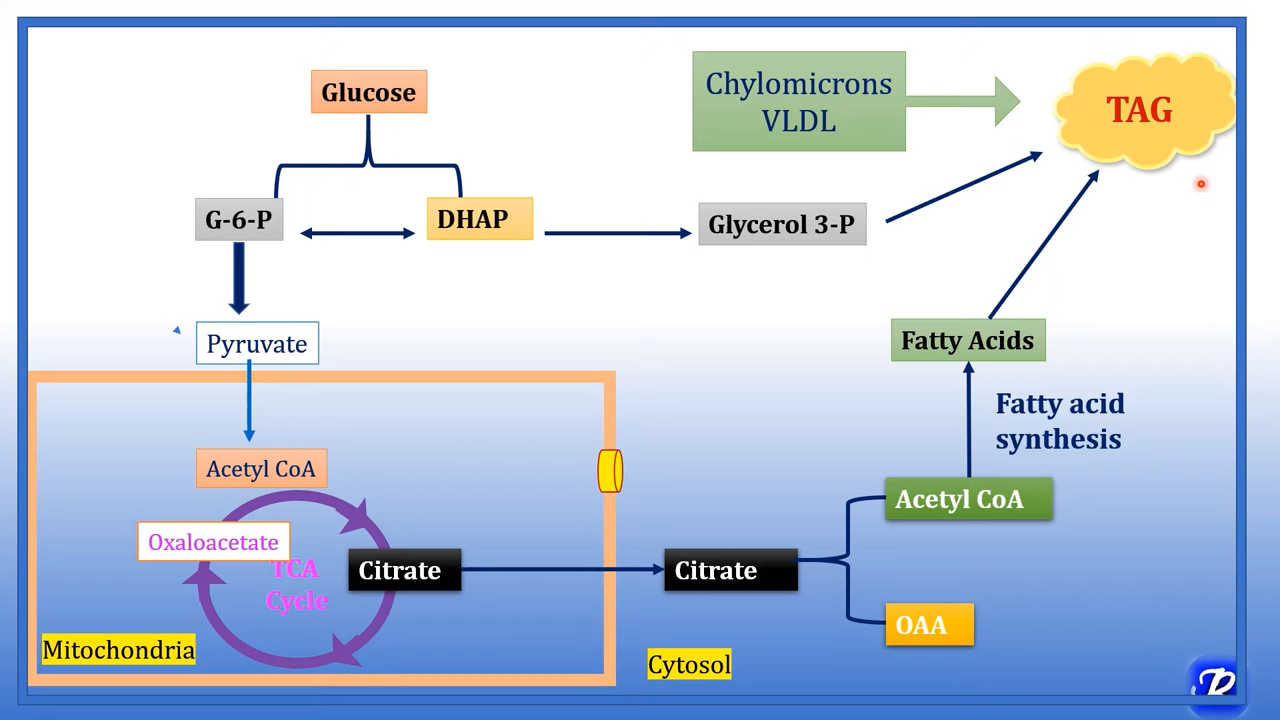 Glucose
Chylomicrons
VLDL
TAG
G-6-P
DHAP
Glycerol 3-P
Pyruvate
Fatty Acids
Fatty acid
synthesis
Acetyl CoA
Acetyl CoA
Oxaloacetate
TCA
Cycle
Citrate
Citrate
OAA
Mitochondria
Cytosol